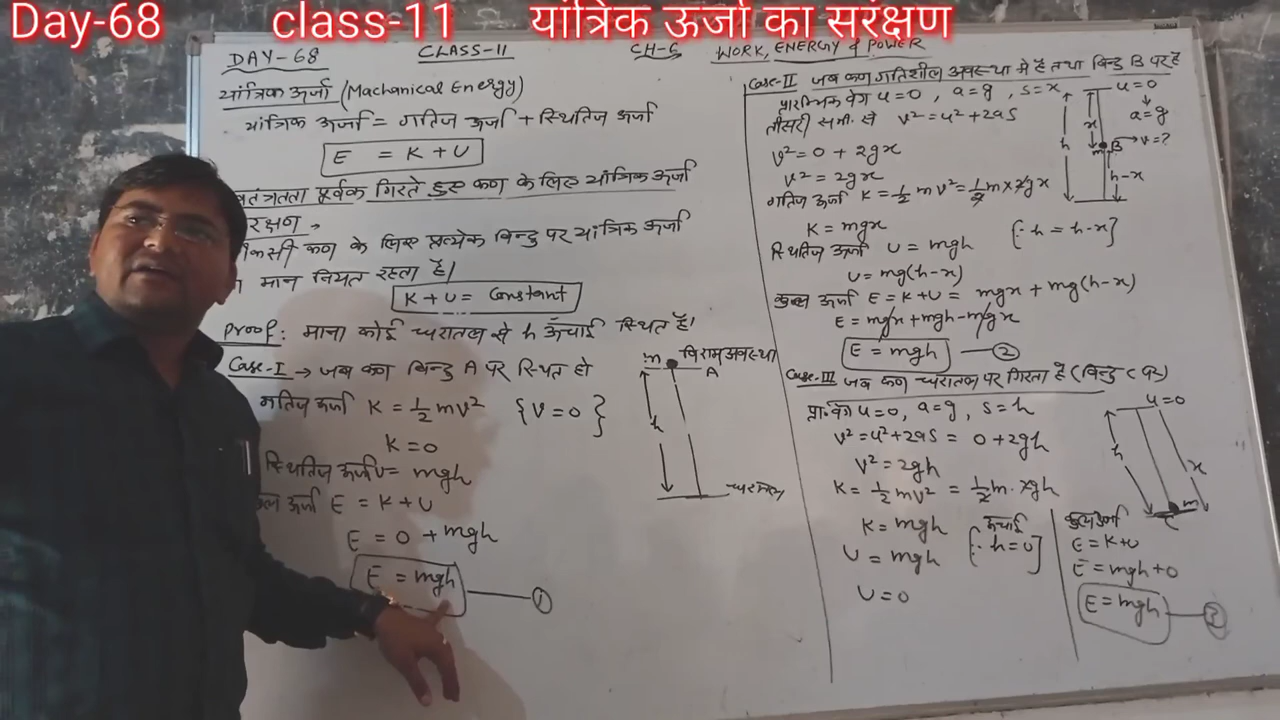 Day-68 class-11 यांत्रिक ऊर्जा का सरंक्षण
DAY-68 CLASS-11 CH-6 WORK, ENERGY & POWER
यांत्रिक ऊर्जा (Machanical Energy)
यांत्रिक ऊर्जा = गतिज ऊर्जा + स्थितिज ऊर्जा
E = K + U
पूर्वक गिरते हुए कण के लिए यांत्रिक ऊर्जा
रक्षण
कण के लिए प्रत्येक बिन्दु पर यांत्रिक ऊर्जा
मान नियत रहता है।
K + U = Constant
Proof: माना कोई धरातल से h ऊँचाई स्थित है।
Case-I → जब कण बिन्दु A पर स्थित हो
गतिज ऊर्जा K = 1/2 mv² {V = 0}
K = 0
स्थितिज ऊर्जा U = mgh
ऊर्जा E = K + U
E = 0 + mgh
E = mgh —— ①
m विरामअवस्था
A
h
धरातल
Case-II जब कण गतिशील अवस्था में है तथा बिन्दु B पर है
प्रारम्भिक वेग u = 0, a = g, s = x
तीसरी समी. से v² = u² + 2as
v² = 0 + 2gx
v² = 2gx
गतिज ऊर्जा K = 1/2 mv² = 1/2 m × 2gx
K = mgx
स्थितिज ऊर्जा U = mgh [∵ h = h-x]
U = mg(h-x)
कुल ऊर्जा E = K + U = mgx + mg(h-x)
E = mgx + mgh - mgx
E = mgh —— ②
u = 0
a = g
x
h
m B → v = ?
h-x
Case-III जब कण धरातल पर गिरता है (बिन्दु C पर)
प्रा. वेग u = 0, a = g, s = h
v² = u² + 2as = 0 + 2gh
v² = 2gh
K = 1/2 mv² = 1/2 m · 2gh
K = mgh
U = mgh [∵ ऊँचाई h = 0]
U = 0
u = 0
h
x
m
C
कुल ऊर्जा
E = K + U
E = mgh + 0
E = mgh —— ③